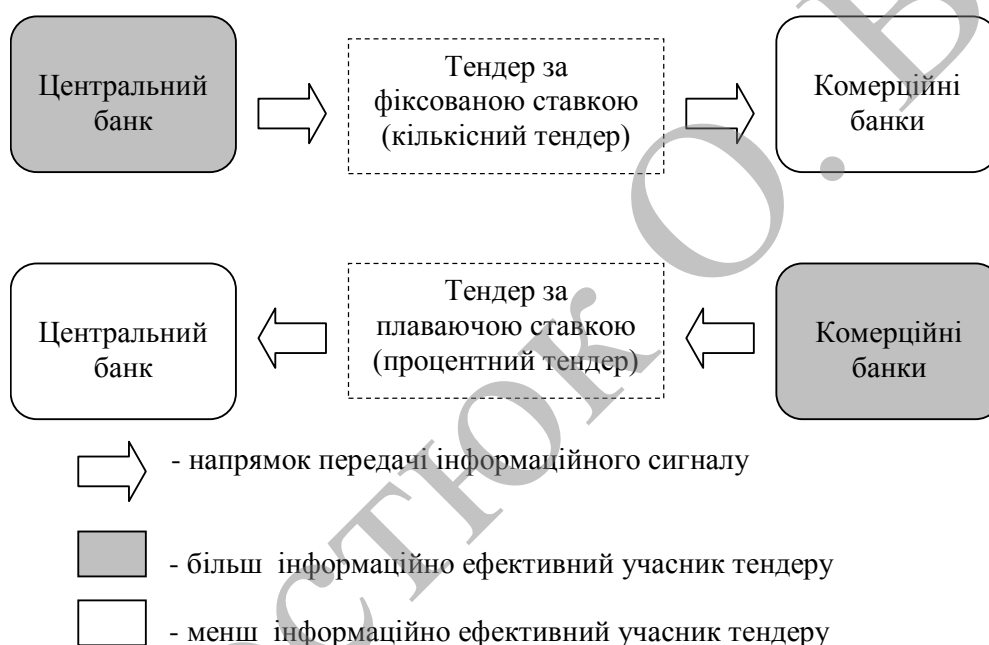 Центральний
банк
Тендер за
фіксованою ставкою
(кількісний тендер)
Комерційні
банки
Центральний
банк
Тендер за
плаваючою ставкою
(процентний тендер)
Комерційні
банки
- напрямок передачі інформаційного сигналу
- більш інформаційно ефективний учасник тендеру
- менш інформаційно ефективний учасник тендеру